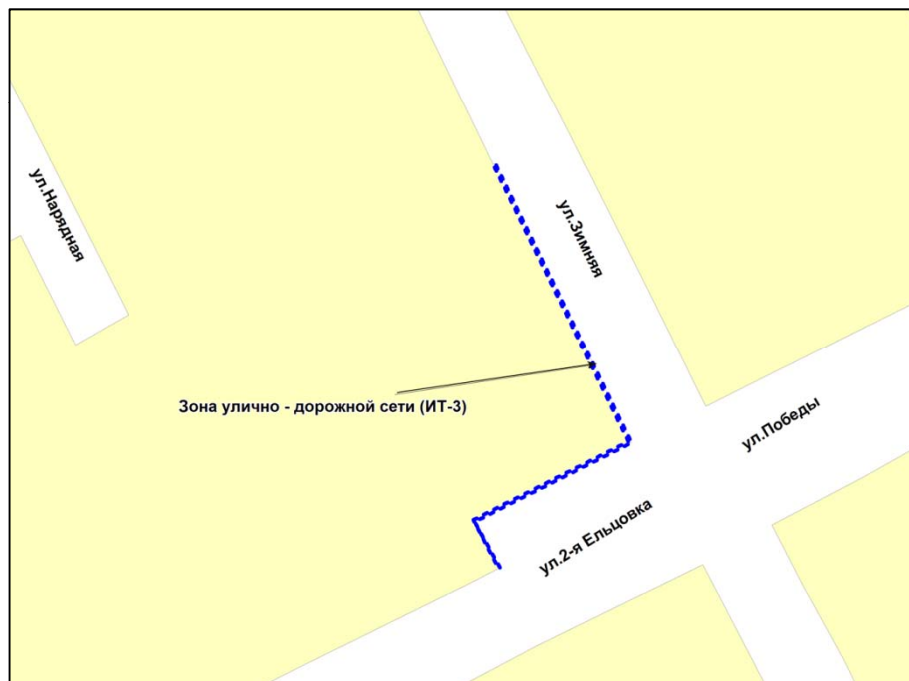 ул.Нарядная
ул.Зимняя
Зона улично - дорожной сети (ИТ-3)
ул.Победы
ул.2-я Ельцовка